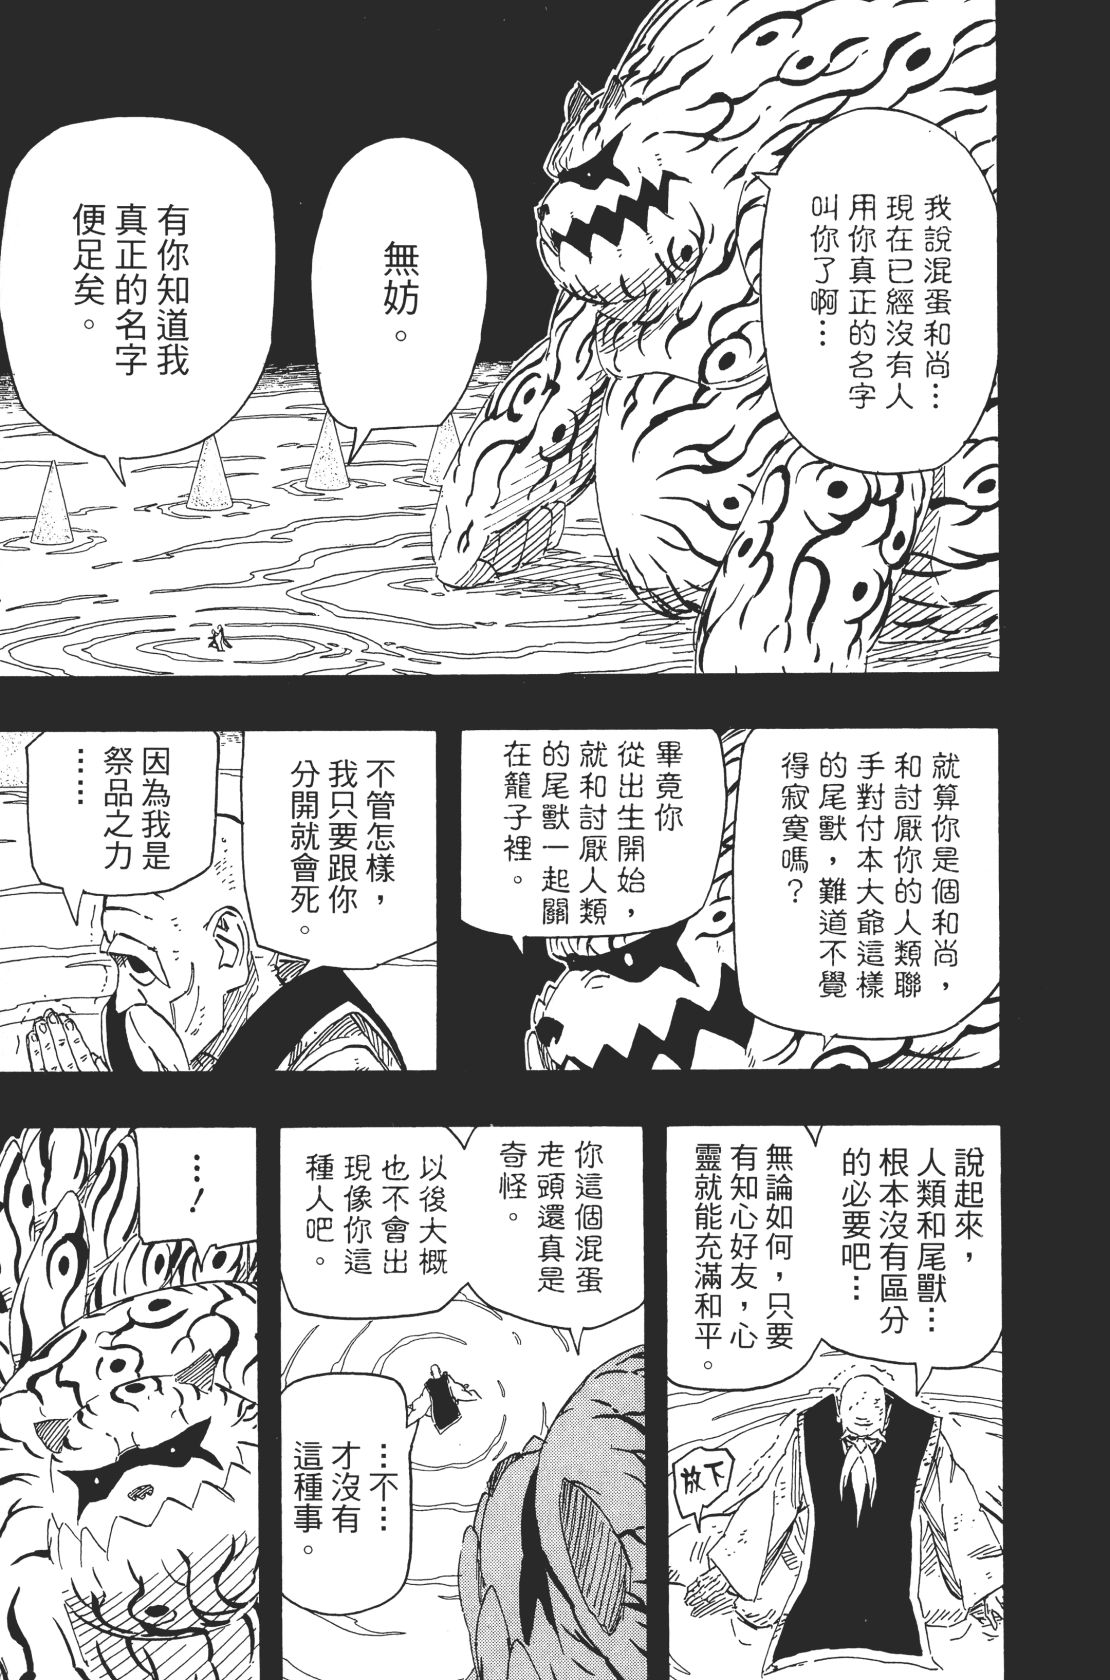 我說混蛋和尚…
現在已經沒有人
用你真正的名字
叫你了啊…
無妨。
有你知道我
真正的名字
便足矣。
就算你是個和尚，
和討厭你的人類聯
手對付本大爺這樣
的尾獸，難道不覺
得寂寞嗎？
畢竟你
從出生開始，
就和討厭人類
的尾獸一起關
在籠子裡。
不管怎樣，
我只要跟你
分開就會死。
因為我是
祭品之力
……
說起來，
人類和尾獸…
根本沒有區分
的必要吧…
無論如何，只要
有知心好友，心
靈就能充滿和平。
放下
你這個混蛋
老頭還真是
奇怪。
以後大概
也不會出
現像你這
種人吧。
…不…
才沒有
這種事。
…！